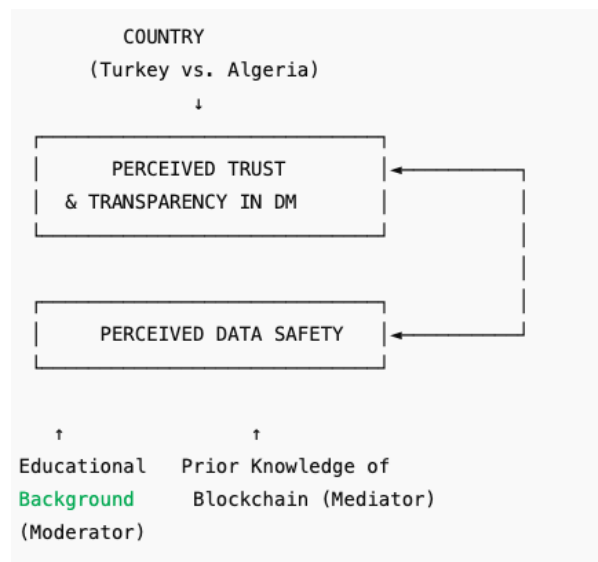 COUNTRY
(Turkey vs. Algeria)
↓
PERCEIVED TRUST
& TRANSPARENCY IN DM
PERCEIVED DATA SAFETY
↑ ↑
Educational Prior Knowledge of
Background Blockchain (Mediator)
(Moderator)